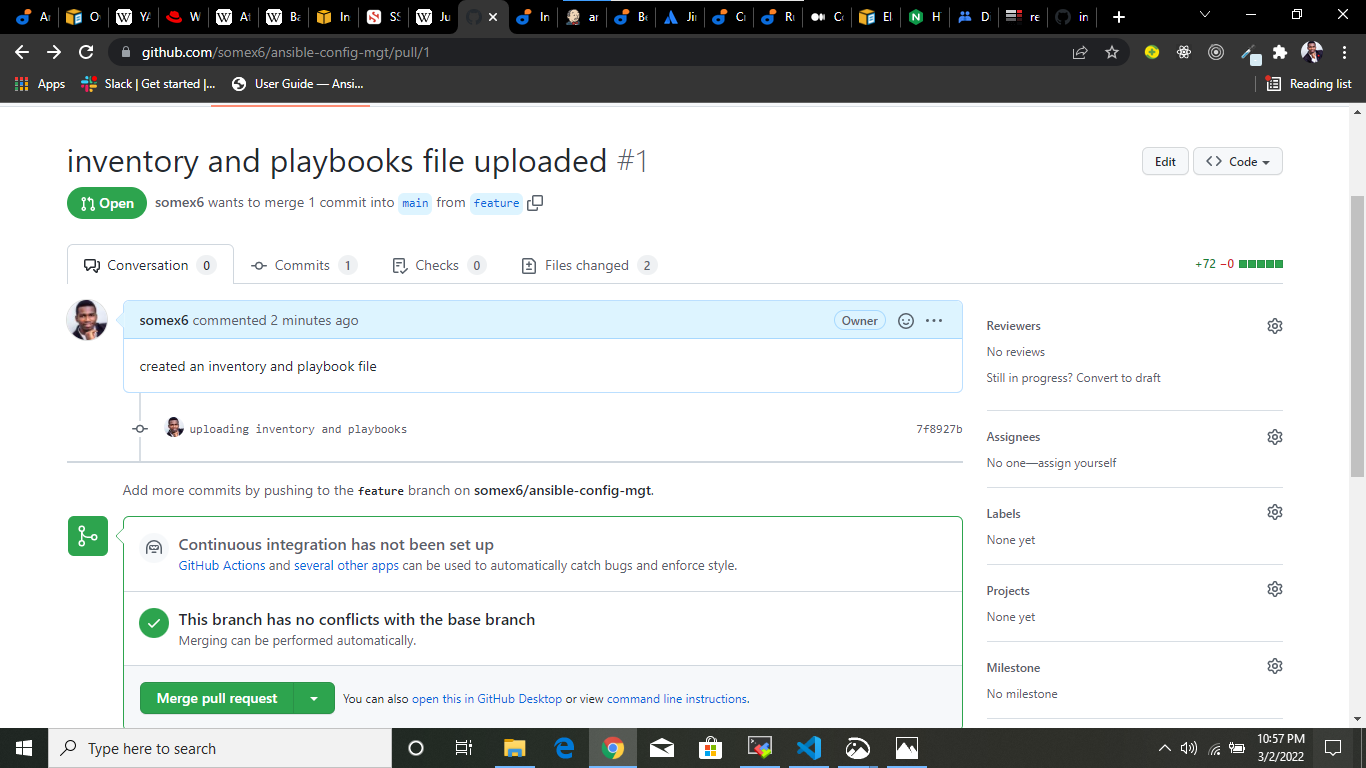 Ar
O
YA
W
At
Ba
In
SS
Ju
In
ar
Be
Jir
Cr
Ru
Co
El
H
D
re
in
github.com/somex6/ansible-config-mgt/pull/1
Apps
Slack | Get started |...
User Guide — Ansi...
Reading list
inventory and playbooks file uploaded #1
Edit
Code
Open
somex6 wants to merge 1 commit into main from feature
Conversation 0
Commits 1
Checks 0
Files changed 2
+72 −0
somex6 commented 2 minutes ago
Owner
created an inventory and playbook file
uploading inventory and playbooks
7f8927b
Add more commits by pushing to the feature branch on somex6/ansible-config-mgt.
Continuous integration has not been set up
GitHub Actions and several other apps can be used to automatically catch bugs and enforce style.
This branch has no conflicts with the base branch
Merging can be performed automatically.
Merge pull request
You can also open this in GitHub Desktop or view command line instructions.
Reviewers
No reviews
Still in progress? Convert to draft
Assignees
No one—assign yourself
Labels
None yet
Projects
None yet
Milestone
No milestone
Type here to search
10:57 PM
3/2/2022